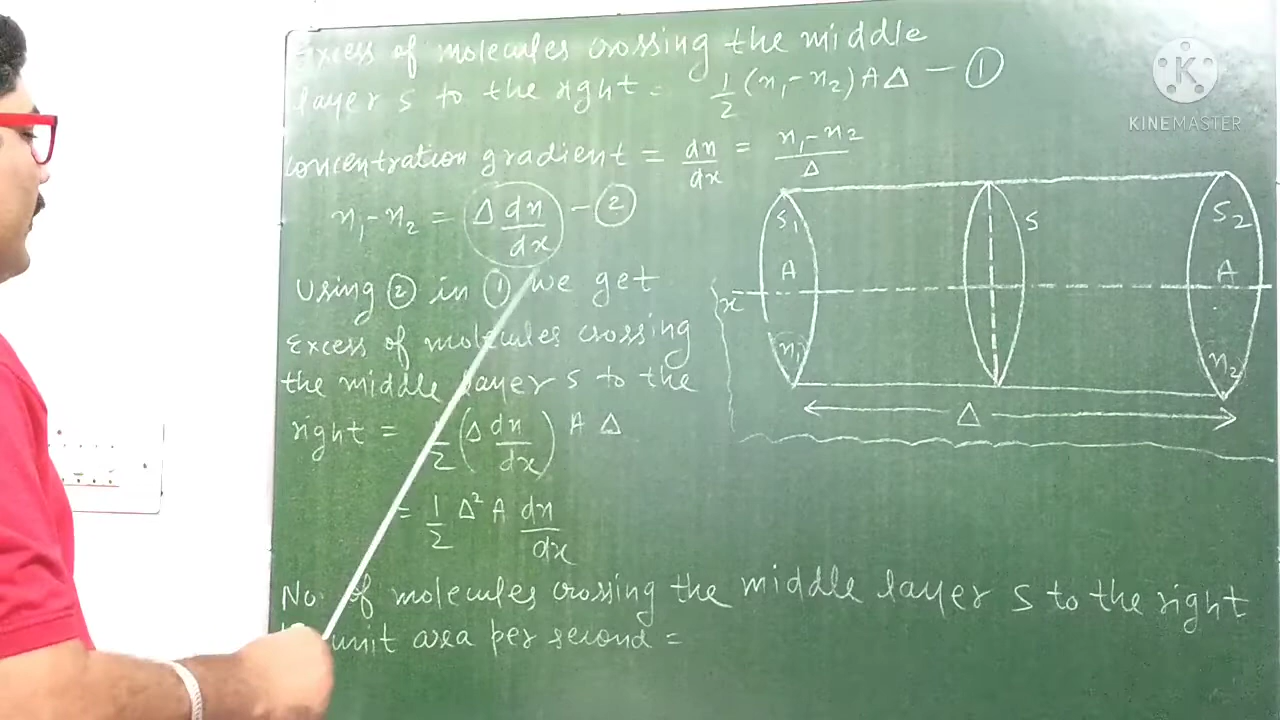 Excess of molecules crossing the middle
layer S to the right = 1/2 (n₁ - n₂) A Δ — ①
concentration gradient = dn/dx = n₁ - n₂/Δ
n₁ - n₂ = Δ dn/dx — ②
Using ② in ① we get
Excess of molecules crossing
the middle layer S to the
right = 1/2 (Δ dn/dx) A Δ
= 1/2 Δ² A dn/dx
No. of molecules crossing the middle layer S to the right
unit area per second =
S₁
A
n₁
x
S
S₂
A
n₂
Δ
K
KINEMASTER